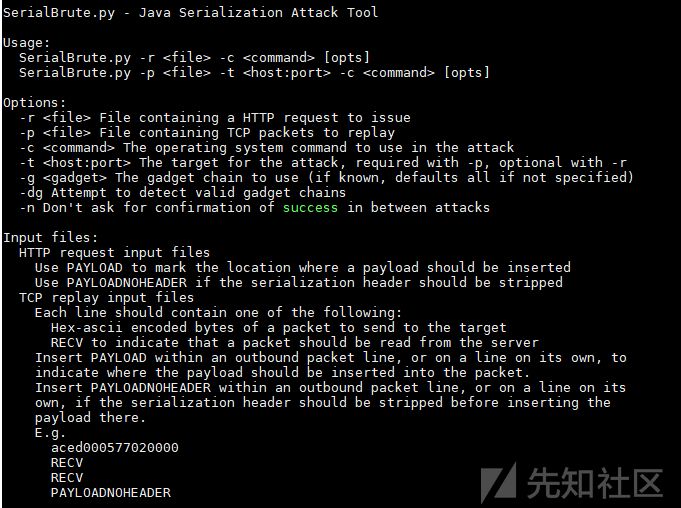 SerialBrute.py - Java Serialization Attack Tool
Usage:
SerialBrute.py -r <file> -c <command> [opts]
SerialBrute.py -p <file> -t <host:port> -c <command> [opts]
Options:
-r <file> File containing a HTTP request to issue
-p <file> File containing TCP packets to replay
-c <command> The operating system command to use in the attack
-t <host:port> The target for the attack, required with -p, optional with -r
-g <gadget> The gadget chain to use (if known, defaults all if not specified)
-dg Attempt to detect valid gadget chains
-n Don't ask for confirmation of success in between attacks
Input files:
HTTP request input files
Use PAYLOAD to mark the location where a payload should be inserted
Use PAYLOADNOHEADER if the serialization header should be stripped
TCP replay input files
Each line should contain one of the following:
Hex-ascii encoded bytes of a packet to send to the target
RECV to indicate that a packet should be read from the server
Insert PAYLOAD within an outbound packet line, or on a line on its own, to
indicate where the payload should be inserted into the packet.
Insert PAYLOADNOHEADER within an outbound packet line, or on a line on its
own, if the serialization header should be stripped before inserting the
payload there.
E.g.
aced000577020000
RECV
RECV
PAYLOADNOHEADER
先知社区